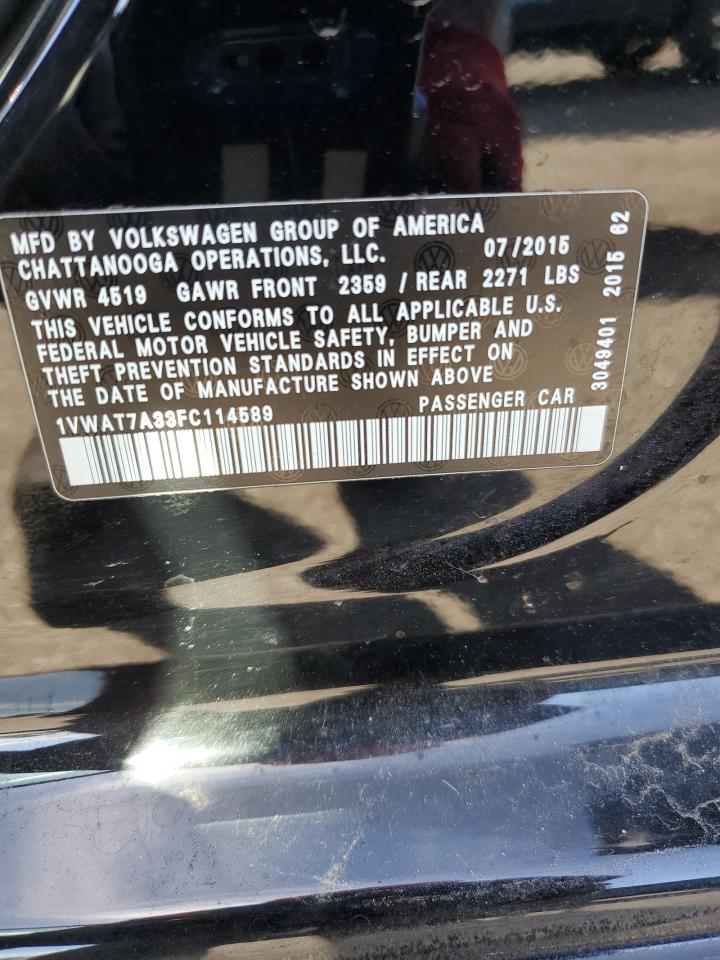 MFD BY VOLKSWAGEN GROUP OF AMERICA
CHATTANOOGA OPERATIONS, LLC. 07/2015
GVWR 4519 GAWR FRONT 2359 / REAR 2271 LBS
THIS VEHICLE CONFORMS TO ALL APPLICABLE U.S.
FEDERAL MOTOR VEHICLE SAFETY, BUMPER AND
THEFT PREVENTION STANDARDS IN EFFECT ON
THE DATE OF MANUFACTURE SHOWN ABOVE
1VWAT7A33FC114589 PASSENGER CAR
3049401 2015 62